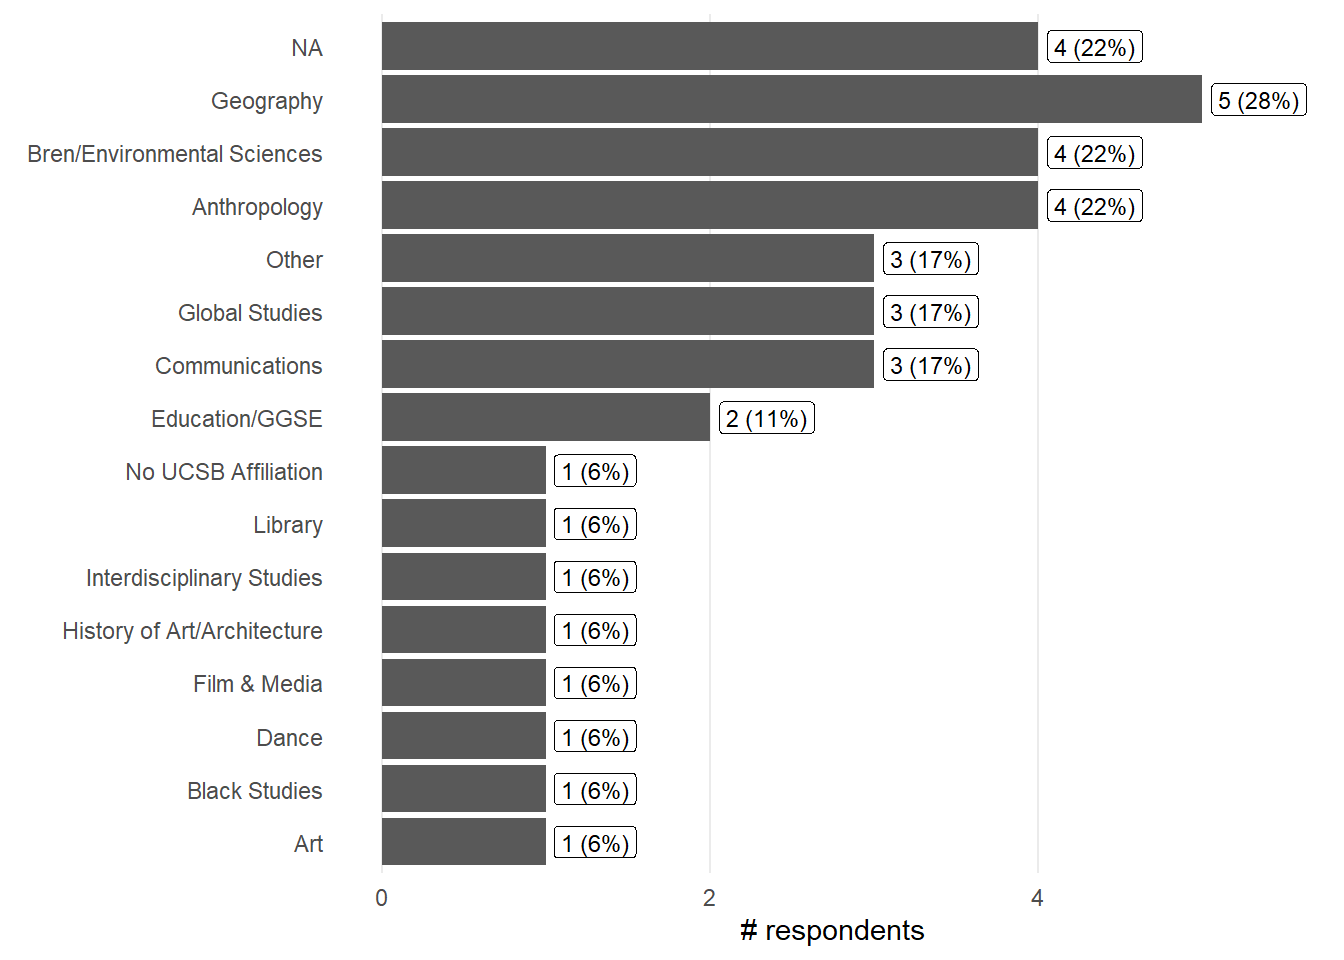 NA 4 (22%)
Geography 5 (28%)
Bren/Environmental Sciences 4 (22%)
Anthropology 4 (22%)
Other 3 (17%)
Global Studies 3 (17%)
Communications 3 (17%)
Education/GGSE 2 (11%)
No UCSB Affiliation 1 (6%)
Library 1 (6%)
Interdisciplinary Studies 1 (6%)
History of Art/Architecture 1 (6%)
Film & Media 1 (6%)
Dance 1 (6%)
Black Studies 1 (6%)
Art 1 (6%)
0 2 4
# respondents